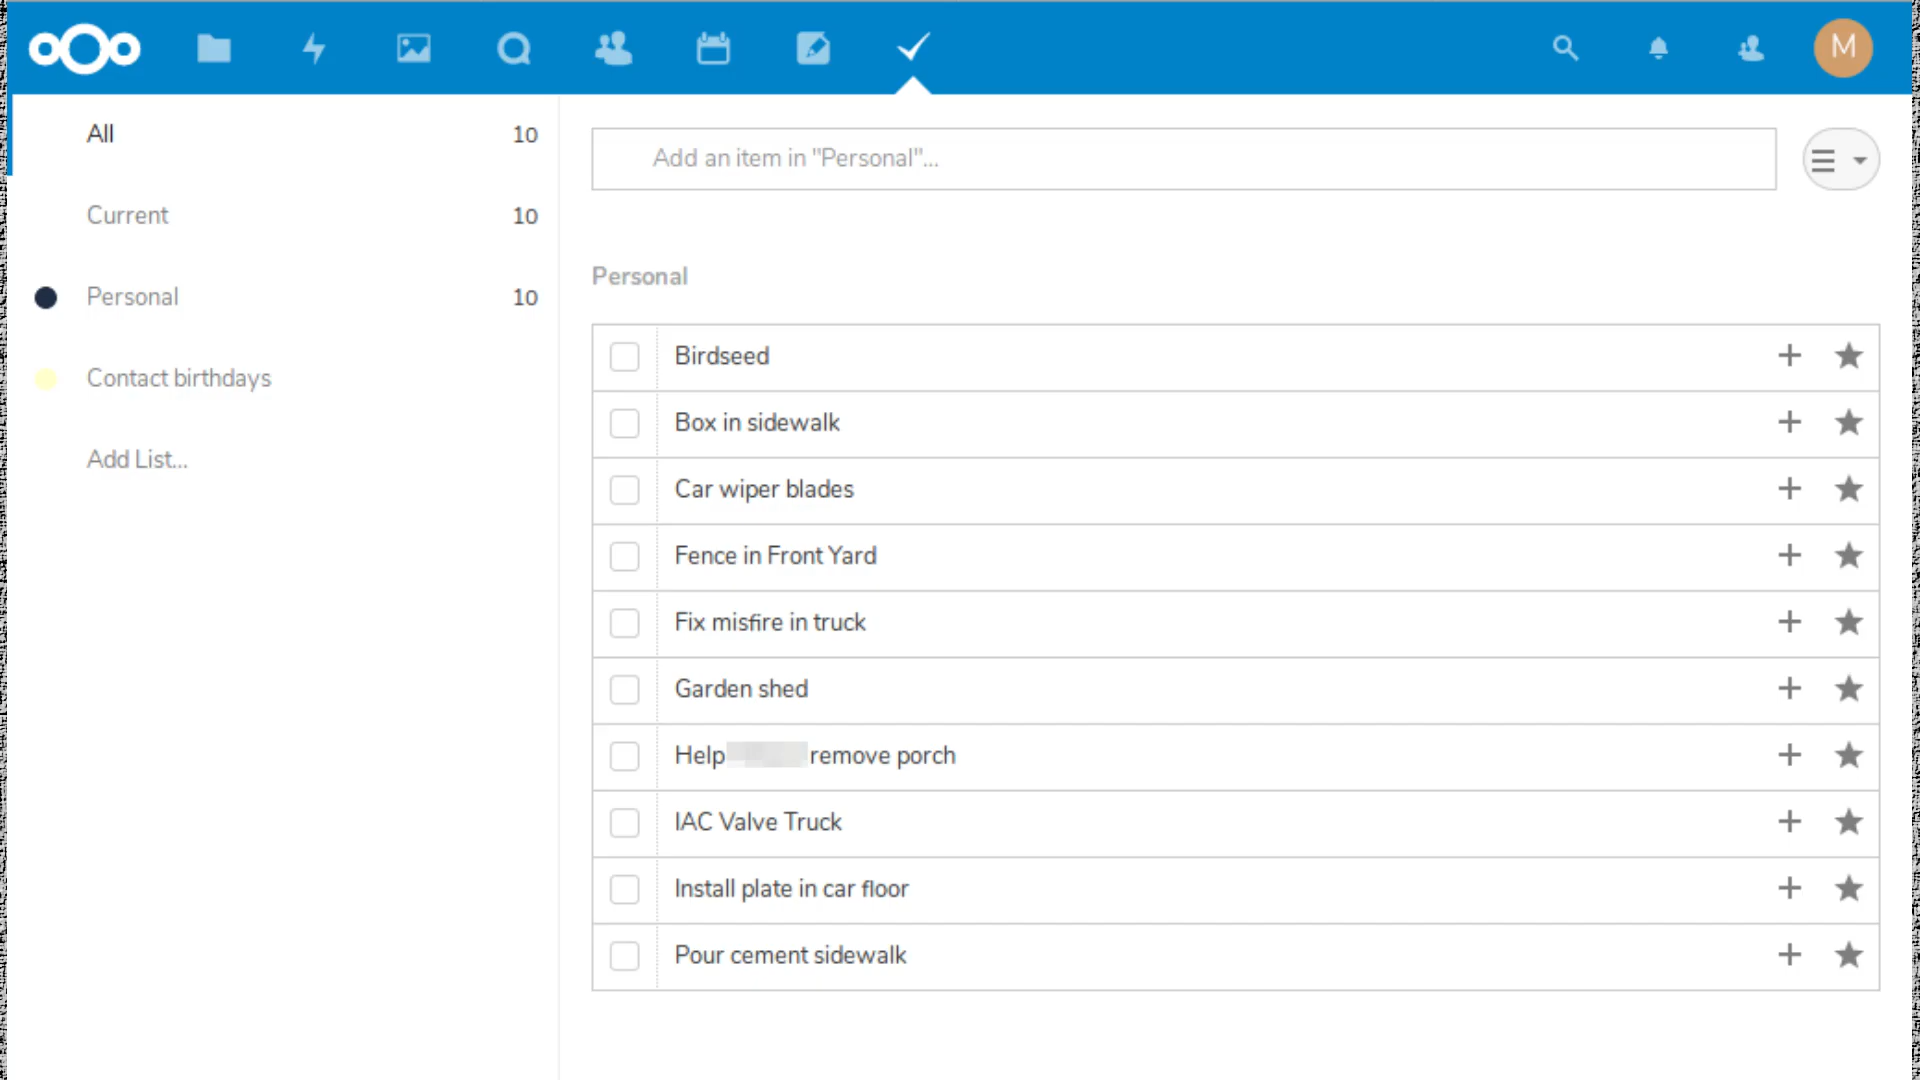 M
All 10
Current 10
Personal 10
Contact birthdays
Add List...
Add an item in "Personal"...
Personal
Birdseed
Box in sidewalk
Car wiper blades
Fence in Front Yard
Fix misfire in truck
Garden shed
Help remove porch
IAC Valve Truck
Install plate in car floor
Pour cement sidewalk